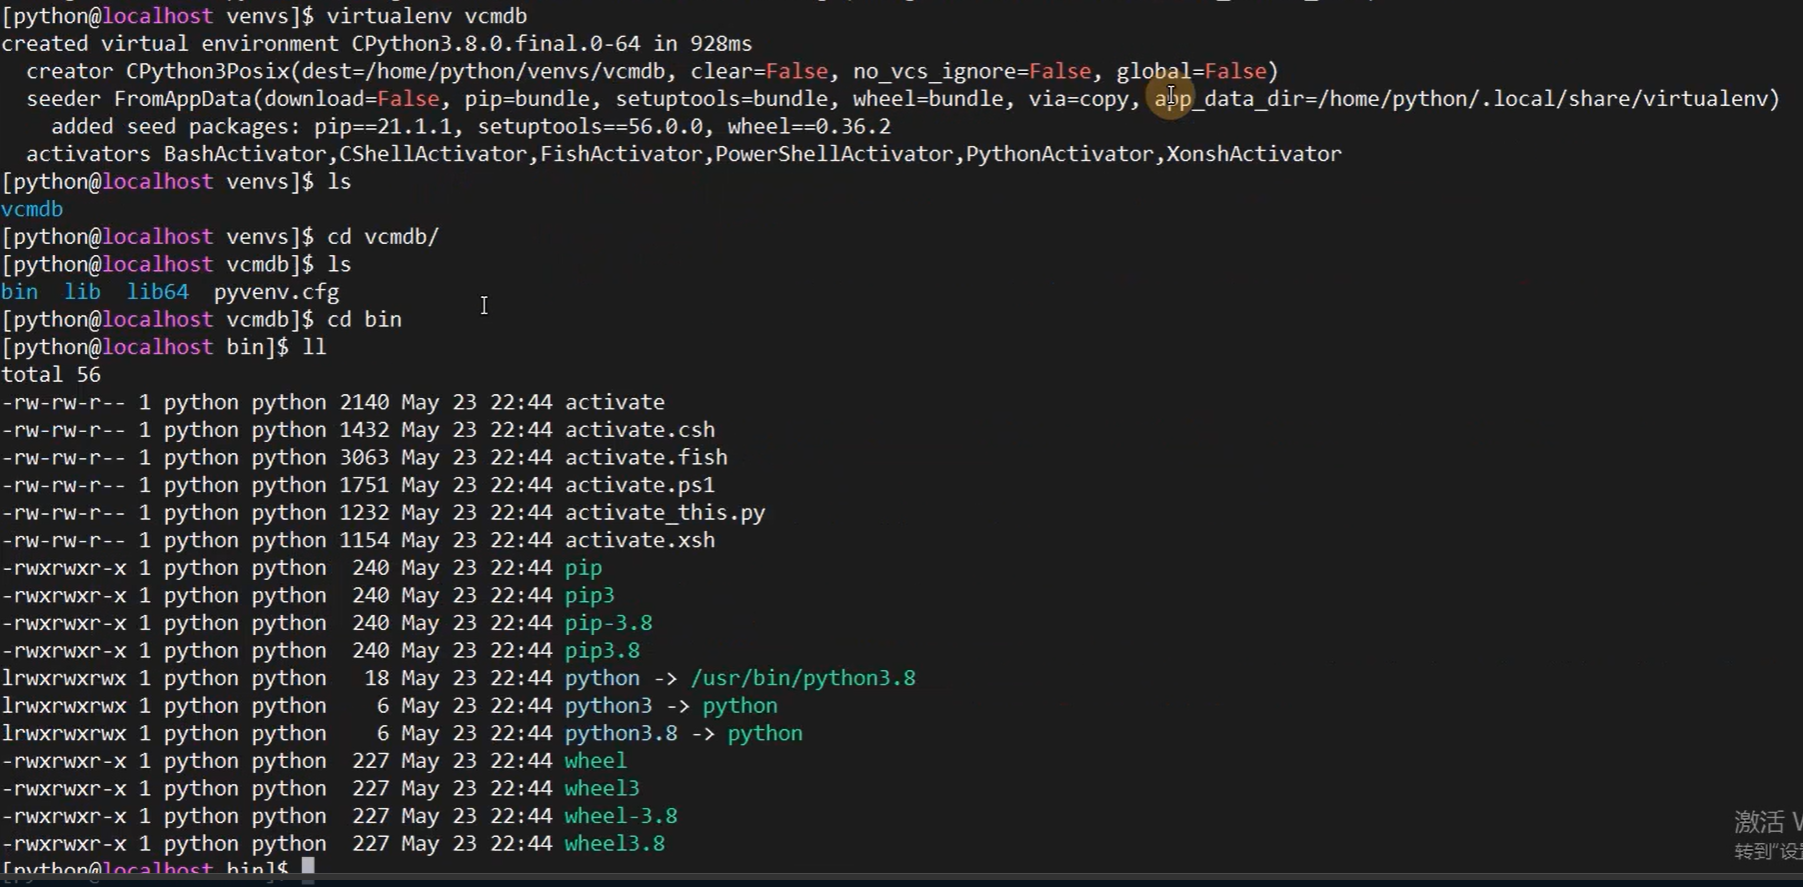 [python@localhost venvs]$ virtualenv vcmdb
created virtual environment CPython3.8.0.final.0-64 in 928ms
  creator CPython3Posix(dest=/home/python/venvs/vcmdb, clear=False, no_vcs_ignore=False, global=False)
  seeder FromAppData(download=False, pip=bundle, setuptools=bundle, wheel=bundle, via=copy, app_data_dir=/home/python/.local/share/virtualenv)
    added seed packages: pip==21.1.1, setuptools==56.0.0, wheel==0.36.2
  activators BashActivator,CShellActivator,FishActivator,PowerShellActivator,PythonActivator,XonshActivator
[python@localhost venvs]$ ls
vcmdb
[python@localhost venvs]$ cd vcmdb/
[python@localhost vcmdb]$ ls
bin  lib  lib64  pyvenv.cfg
[python@localhost vcmdb]$ cd bin
[python@localhost bin]$ ll
total 56
-rw-rw-r-- 1 python python 2140 May 23 22:44 activate
-rw-rw-r-- 1 python python 1432 May 23 22:44 activate.csh
-rw-rw-r-- 1 python python 3063 May 23 22:44 activate.fish
-rw-rw-r-- 1 python python 1751 May 23 22:44 activate.ps1
-rw-rw-r-- 1 python python 1232 May 23 22:44 activate_this.py
-rw-rw-r-- 1 python python 1154 May 23 22:44 activate.xsh
-rwxrwxr-x 1 python python  240 May 23 22:44 pip
-rwxrwxr-x 1 python python  240 May 23 22:44 pip3
-rwxrwxr-x 1 python python  240 May 23 22:44 pip-3.8
-rwxrwxr-x 1 python python  240 May 23 22:44 pip3.8
lrwxrwxrwx 1 python python   18 May 23 22:44 python -> /usr/bin/python3.8
lrwxrwxrwx 1 python python    6 May 23 22:44 python3 -> python
lrwxrwxrwx 1 python python    6 May 23 22:44 python3.8 -> python
-rwxrwxr-x 1 python python  227 May 23 22:44 wheel
-rwxrwxr-x 1 python python  227 May 23 22:44 wheel3
-rwxrwxr-x 1 python python  227 May 23 22:44 wheel-3.8
-rwxrwxr-x 1 python python  227 May 23 22:44 wheel3.8
[python@localhost bin]$
激活
转到"设